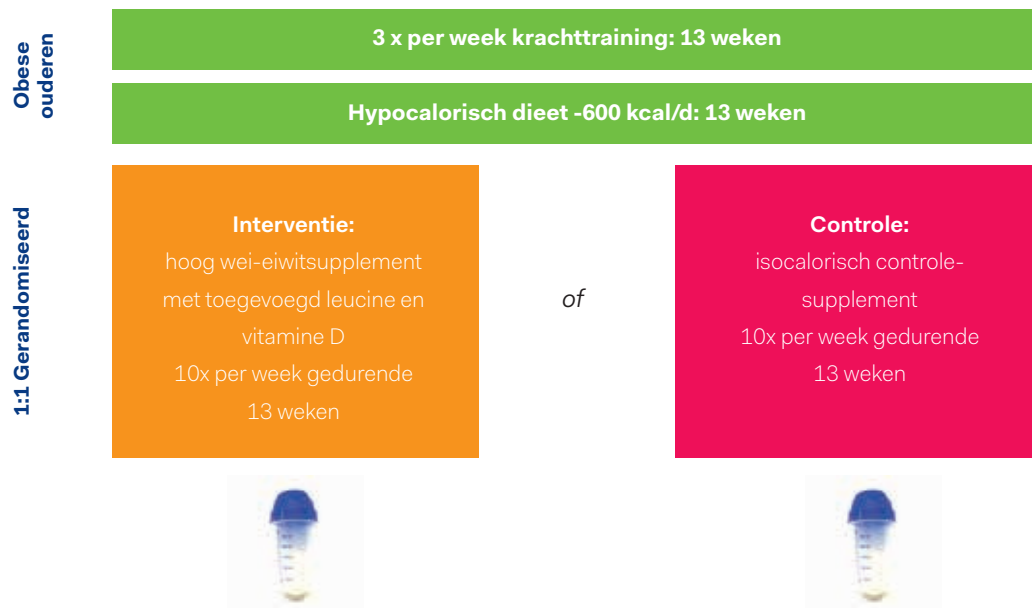 Obese
ouderen
3 x per week krachttraining: 13 weken
Hypocalorisch dieet -600 kcal/d: 13 weken
1:1 Gerandomiseerd
Interventie:
hoog wei-eiwitsupplement
met toegevoegd leucine en
vitamine D
10x per week gedurende
13 weken
of
Controle:
isocalorisch controle-
supplement
10x per week gedurende
13 weken